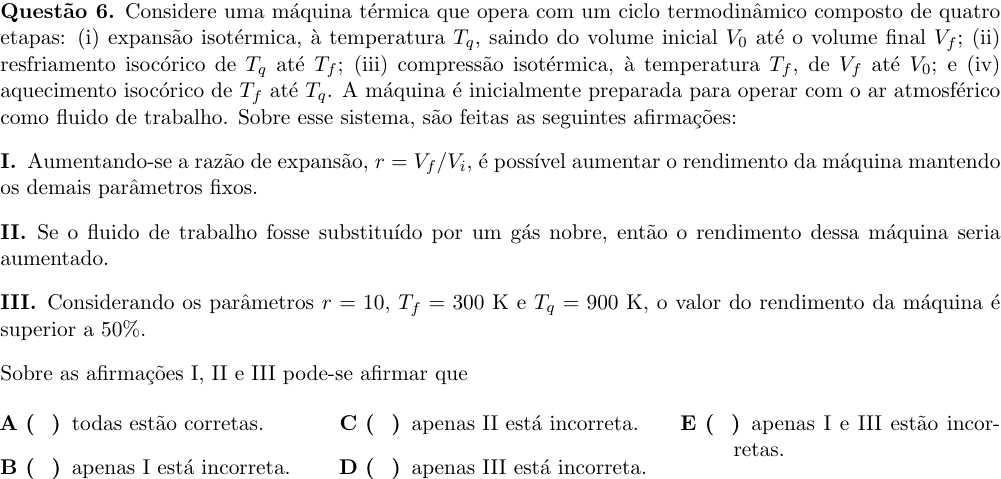 Questão 6. Considere uma máquina térmica que opera com um ciclo termodinâmico composto de quatro
etapas: (i) expansão isotérmica, à temperatura T_q, saindo do volume inicial V_0 até o volume final V_f; (ii)
resfriamento isocórico de T_q até T_f; (iii) compressão isotérmica, à temperatura T_f, de V_f até V_0; e (iv)
aquecimento isocórico de T_f até T_q. A máquina é inicialmente preparada para operar com o ar atmosférico
como fluido de trabalho. Sobre esse sistema, são feitas as seguintes afirmações:
I. Aumentando-se a razão de expansão, r = V_f/V_i, é possível aumentar o rendimento da máquina mantendo
os demais parâmetros fixos.
II. Se o fluido de trabalho fosse substituído por um gás nobre, então o rendimento dessa máquina seria
aumentado.
III. Considerando os parâmetros r = 10, T_f = 300 K e T_q = 900 K, o valor do rendimento da máquina é
superior a 50%.
Sobre as afirmações I, II e III pode-se afirmar que
A ( ) todas estão corretas.
B ( ) apenas I está incorreta.
C ( ) apenas II está incorreta.
D ( ) apenas III está incorreta.
E ( ) apenas I e III estão incor-
retas.